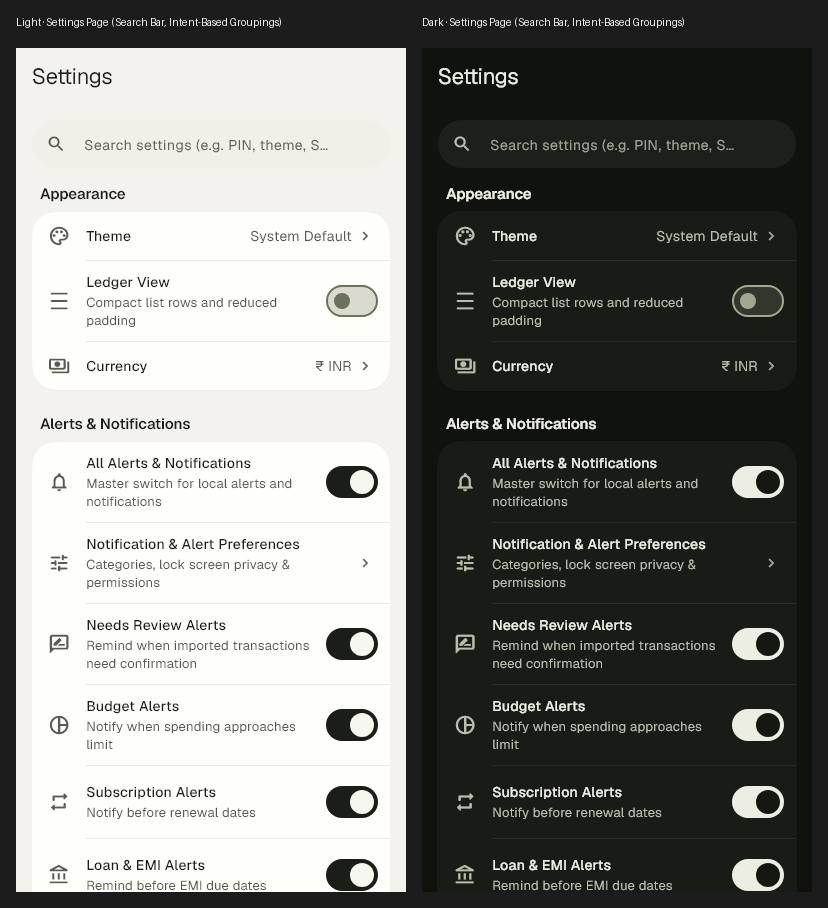 Light · Settings Page (Search Bar, Intent-Based Groupings)
Settings
Search settings (e.g. PIN, theme, S...
Appearance
Theme
System Default
Ledger View
Compact list rows and reduced
padding
Currency
₹ INR
Alerts & Notifications
All Alerts & Notifications
Master switch for local alerts and
notifications
Notification & Alert Preferences
Categories, lock screen privacy &
permissions
Needs Review Alerts
Remind when imported transactions
need confirmation
Budget Alerts
Notify when spending approaches
limit
Subscription Alerts
Notify before renewal dates
Loan & EMI Alerts
Remind before EMI due dates
Dark · Settings Page (Search Bar, Intent-Based Groupings)
Settings
Search settings (e.g. PIN, theme, S...
Appearance
Theme
System Default
Ledger View
Compact list rows and reduced
padding
Currency
₹ INR
Alerts & Notifications
All Alerts & Notifications
Master switch for local alerts and
notifications
Notification & Alert Preferences
Categories, lock screen privacy &
permissions
Needs Review Alerts
Remind when imported transactions
need confirmation
Budget Alerts
Notify when spending approaches
limit
Subscription Alerts
Notify before renewal dates
Loan & EMI Alerts
Remind before EMI due dates